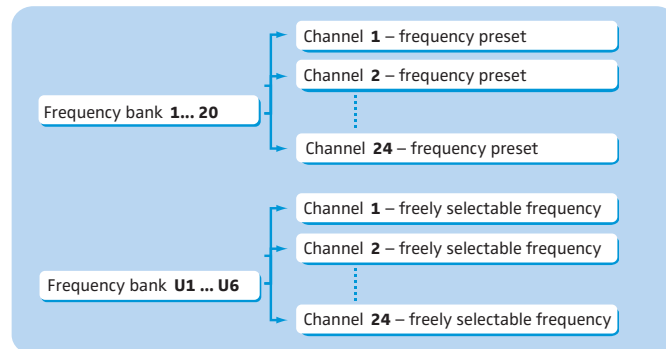 Channel 1 – frequency preset
Channel 2 – frequency preset
Frequency bank 1... 20
Channel 24 – frequency preset
Channel 1 – freely selectable frequency
Channel 2 – freely selectable frequency
Frequency bank U1 ... U6
Channel 24 – freely selectable frequency